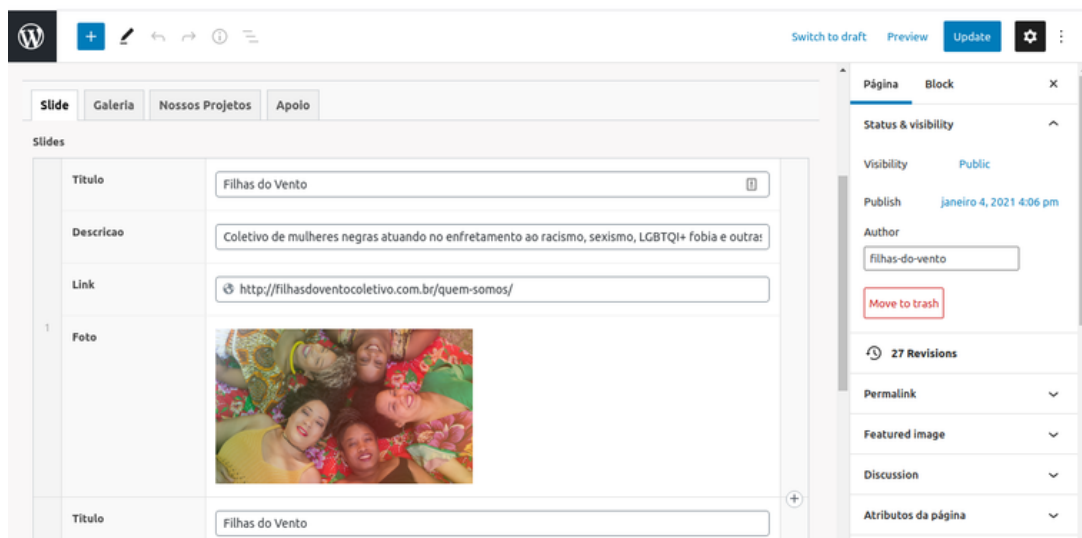 Switch to draft Preview Update
Slide Galeria Nossos Projetos Apoio
Slides
Titulo Filhas do Vento
Descricao Coletivo de mulheres negras atuando no enfretamento ao racismo, sexismo, LGBTQI+ fobia e outras
Link http://filhasdoventocoletivo.com.br/quem-somos/
1
Foto
Titulo Filhas do Vento
Página Block
Status & visibility
Visibility Public
Publish janeiro 4, 2021 4:06 pm
Author
filhas-do-vento
Move to trash
27 Revisions
Permalink
Featured image
Discussion
Atributos da página